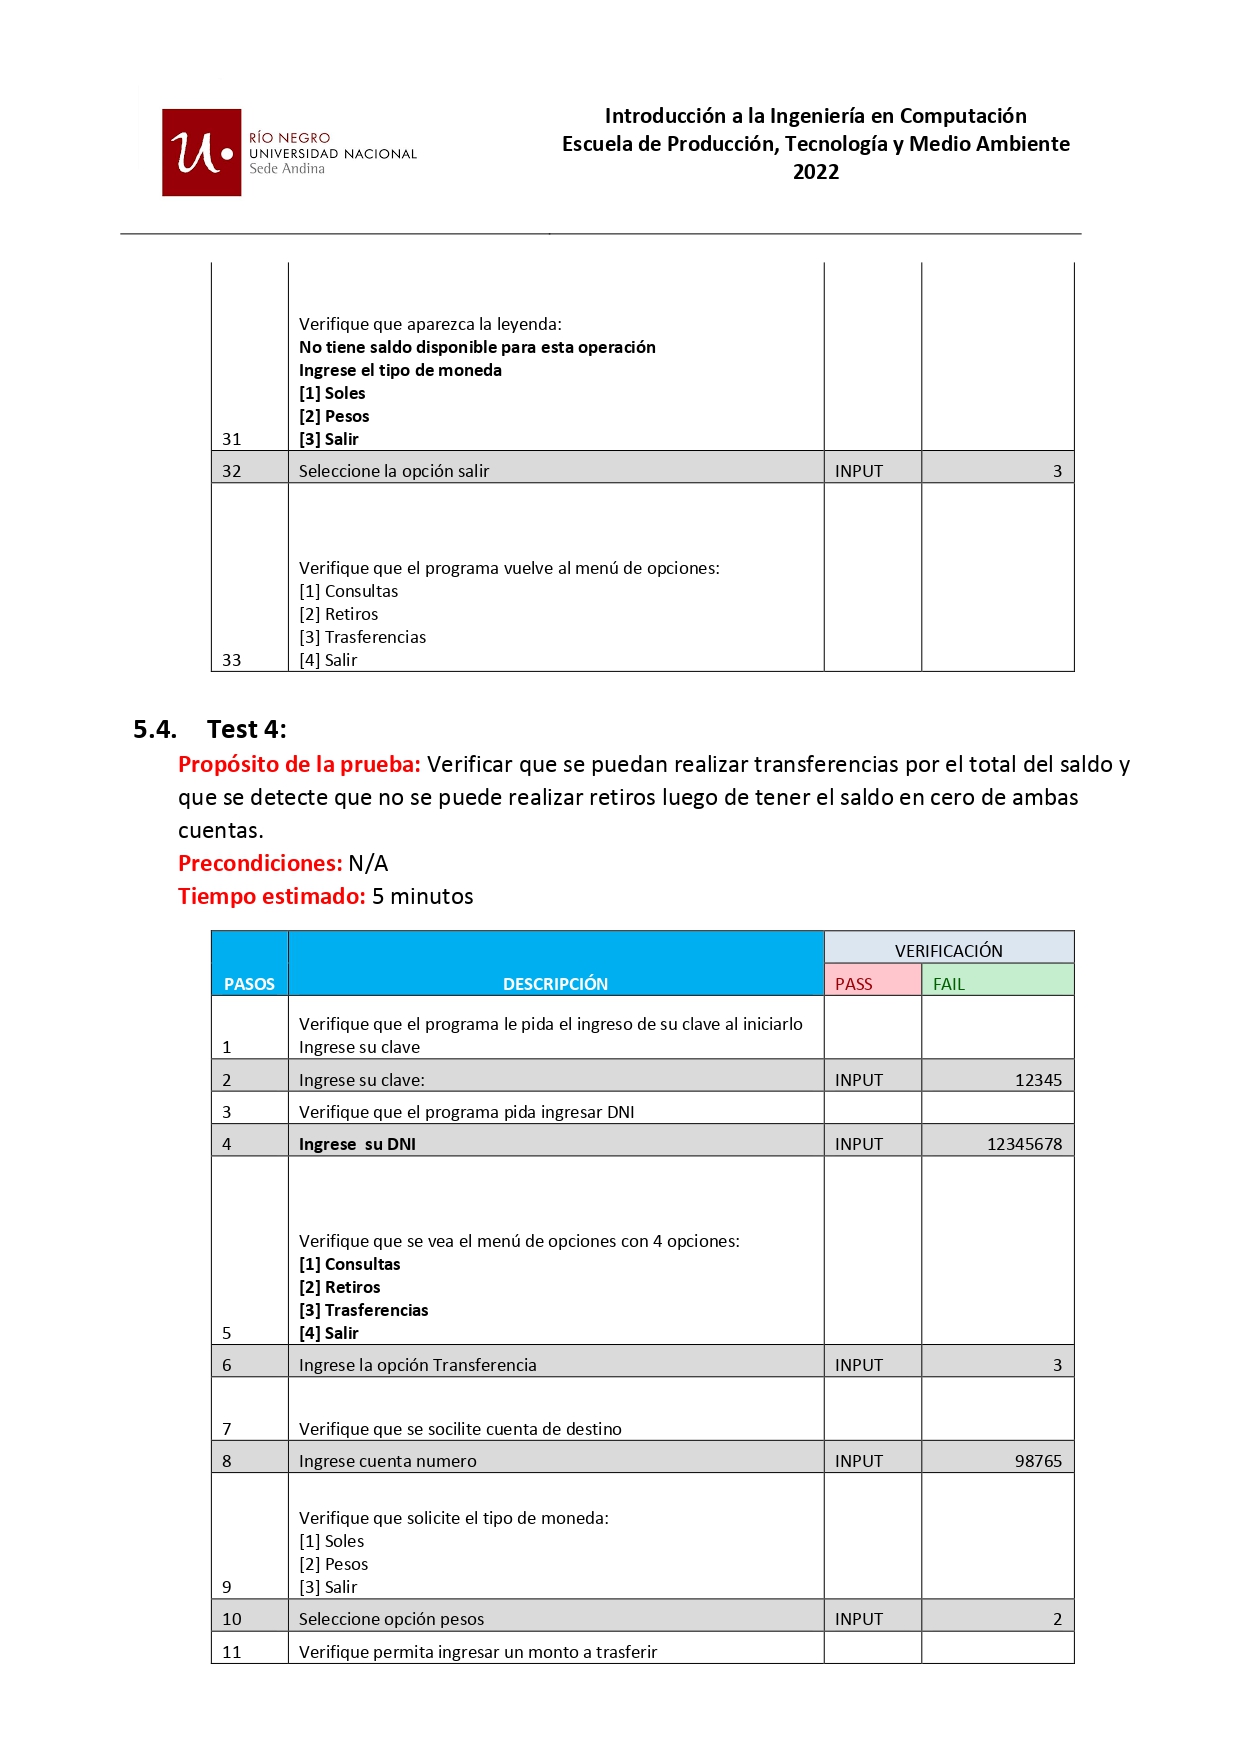 u.
RÍO NEGRO
UNIVERSIDAD NACIONAL
Sede Andina
Introducción a la Ingeniería en Computación
Escuela de Producción, Tecnología y Medio Ambiente
2022
Verifique que aparezca la leyenda:
No tiene saldo disponible para esta operación
Ingrese el tipo de moneda
[1] Soles
[2] Pesos
31 [3] Salir
32 Seleccione la opción salir INPUT 3
Verifique que el programa vuelve al menú de opciones:
[1] Consultas
[2] Retiros
[3] Trasferencias
33 [4] Salir
5.4. Test 4:
Propósito de la prueba: Verificar que se puedan realizar transferencias por el total del saldo y
que se detecte que no se puede realizar retiros luego de tener el saldo en cero de ambas
cuentas.
Precondiciones: N/A
Tiempo estimado: 5 minutos
VERIFICACIÓN
PASOS DESCRIPCIÓN PASS FAIL
Verifique que el programa le pida el ingreso de su clave al iniciarlo
1 Ingrese su clave
2 Ingrese su clave: INPUT 12345
3 Verifique que el programa pida ingresar DNI
4 Ingrese  su DNI INPUT 12345678
Verifique que se vea el menú de opciones con 4 opciones:
[1] Consultas
[2] Retiros
[3] Trasferencias
5 [4] Salir
6 Ingrese la opción Transferencia INPUT 3
7 Verifique que se socilite cuenta de destino
8 Ingrese cuenta numero INPUT 98765
Verifique que solicite el tipo de moneda:
[1] Soles
[2] Pesos
9 [3] Salir
10 Seleccione opción pesos INPUT 2
11 Verifique permita ingresar un monto a trasferir